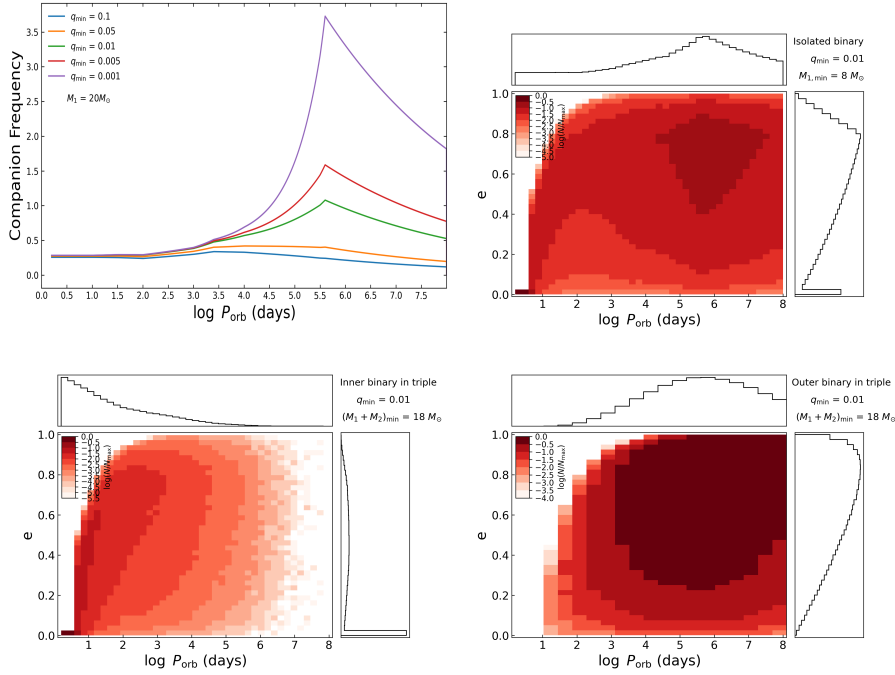 3.5
3.0
2.5
2.0
1.5
1.0
0.5
0.0
Companion Frequency
q_min = 0.1
q_min = 0.05
q_min = 0.01
q_min = 0.005
q_min = 0.001
M_1 = 20M_⊙
0.2 0.5 1.0 1.5 2.0 2.5 3.0 3.5 4.0 4.5 5.0 5.5 6.0 6.5 7.0 7.5
log P_orb (days)
Isolated binary
q_min = 0.01
M_1,min = 8 M_⊙
1.0
0.8
0.6
0.4
0.2
0.0
e
0.0
−0.5
−1.0
−1.5
−2.0
−2.5
−3.0
−3.5
−4.0
−4.5
−5.0
log(N/N_max)
1 2 3 4 5 6 7 8
log P_orb (days)
Inner binary in triple
q_min = 0.01
(M_1 + M_2)_min = 18 M_⊙
1.0
0.8
0.6
0.4
0.2
0.0
e
0.0
−0.5
−1.0
−1.5
−2.0
−2.5
−3.0
−3.5
−4.0
−4.5
−5.0
−5.5
log(N/N_max)
1 2 3 4 5 6 7 8
log P_orb (days)
Outer binary in triple
q_min = 0.01
(M_1 + M_2)_min = 18 M_⊙
1.0
0.8
0.6
0.4
0.2
0.0
e
0.0
−0.5
−1.0
−1.5
−2.0
−2.5
−3.0
−3.5
−4.0
log(N/N_max)
1 2 3 4 5 6 7 8
log P_orb (days)